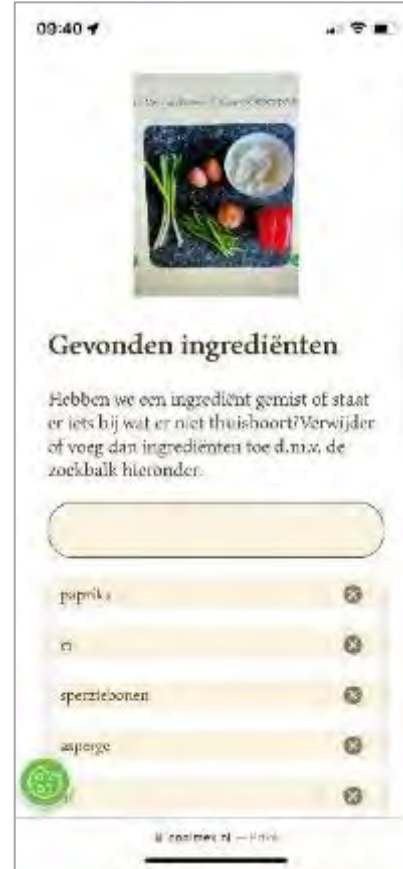 09:40
Gevonden ingrediënten
Hebben we een ingrediënt gemist of staat
er iets bij wat er niet thuishoort?Verwijder
of voeg dan ingrediënten toe d.m.v. de
zoekbalk hieronder.
paprika
ei
sperziebonen
asperge